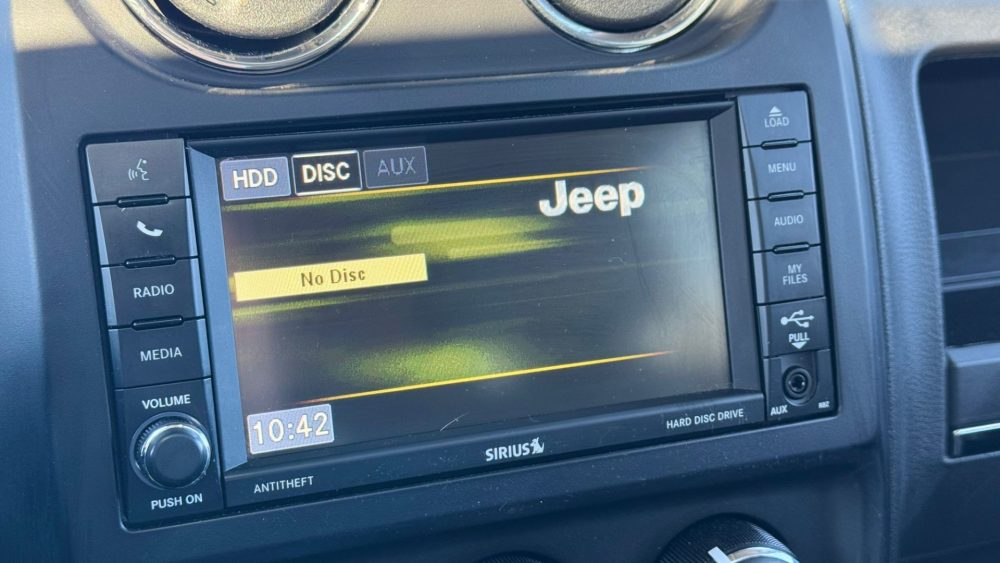 HDD DISC AUX
Jeep
No Disc
10:42
RADIO
MEDIA
VOLUME
PUSH ON
ANTITHEFT
SIRIUS
HARD DISC DRIVE
LOAD
MENU
AUDIO
MY
FILES
PULL
AUX
RBZ